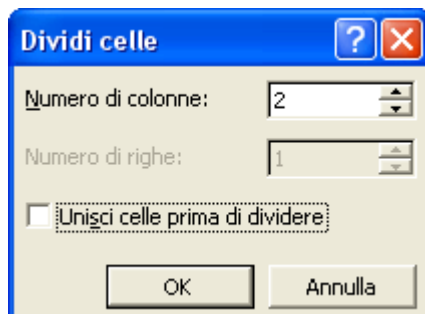 Dividi celle
Numero di colonne: 2
Numero di righe: 1
Unisci celle prima di dividere
OK Annulla